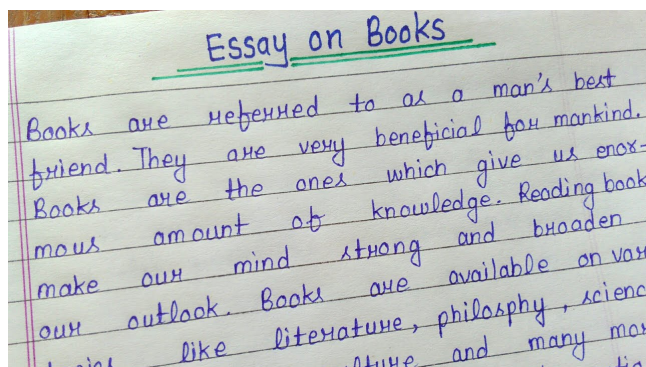 Essay on Books
Books are referred to as a man's best
friend. They are very beneficial for mankind.
Books are the ones which give us enor-
mous amount of knowledge. Reading book
make our mind strong and broaden
our outlook. Books are available on var
like literature, philosphy, scienc
and many mor